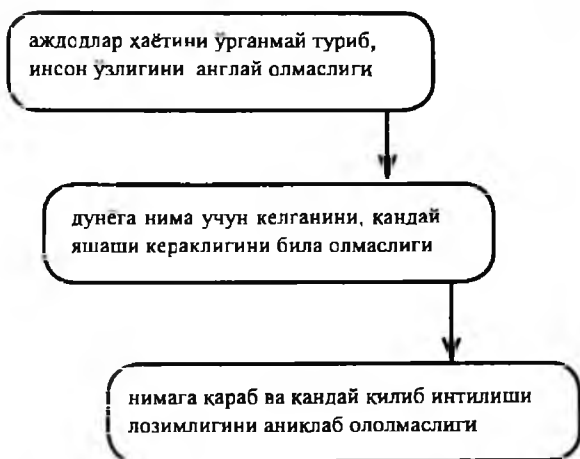 аждодлар ҳаётини ўрганмай туриб,
инсон ўзлигини англай олмаслиги
дунёга нима учун келганини, қандай
яшаши кераклигини била олмаслиги
нимага қараб ва қандай қилиб интилиши
лозимлигини аниқлаб ололмаслиги